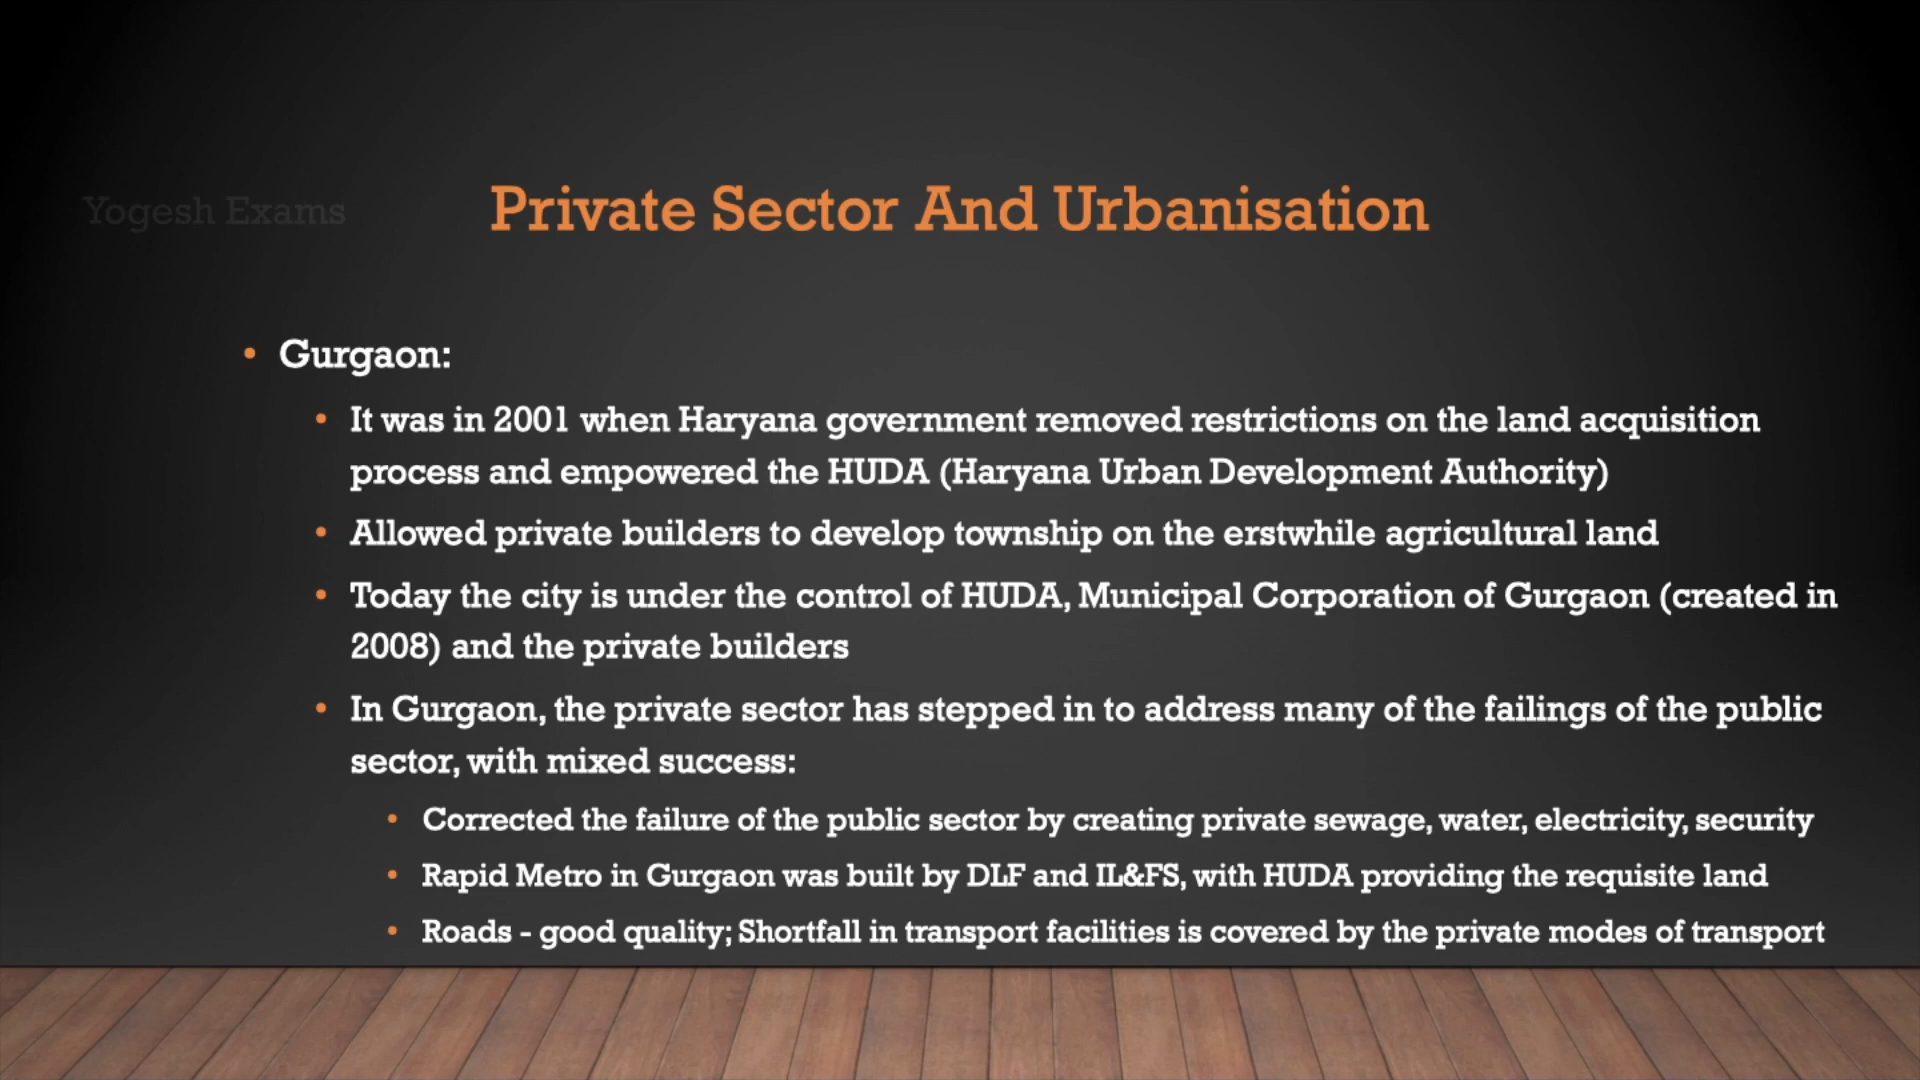 Yogesh Exams
Private Sector And Urbanisation
• Gurgaon:
• It was in 2001 when Haryana government removed restrictions on the land acquisition
process and empowered the HUDA (Haryana Urban Development Authority)
• Allowed private builders to develop township on the erstwhile agricultural land
• Today the city is under the control of HUDA, Municipal Corporation of Gurgaon (created in
2008) and the private builders
• In Gurgaon, the private sector has stepped in to address many of the failings of the public
sector, with mixed success:
• Corrected the failure of the public sector by creating private sewage, water, electricity, security
• Rapid Metro in Gurgaon was built by DLF and IL&FS, with HUDA providing the requisite land
• Roads - good quality; Shortfall in transport facilities is covered by the private modes of transport